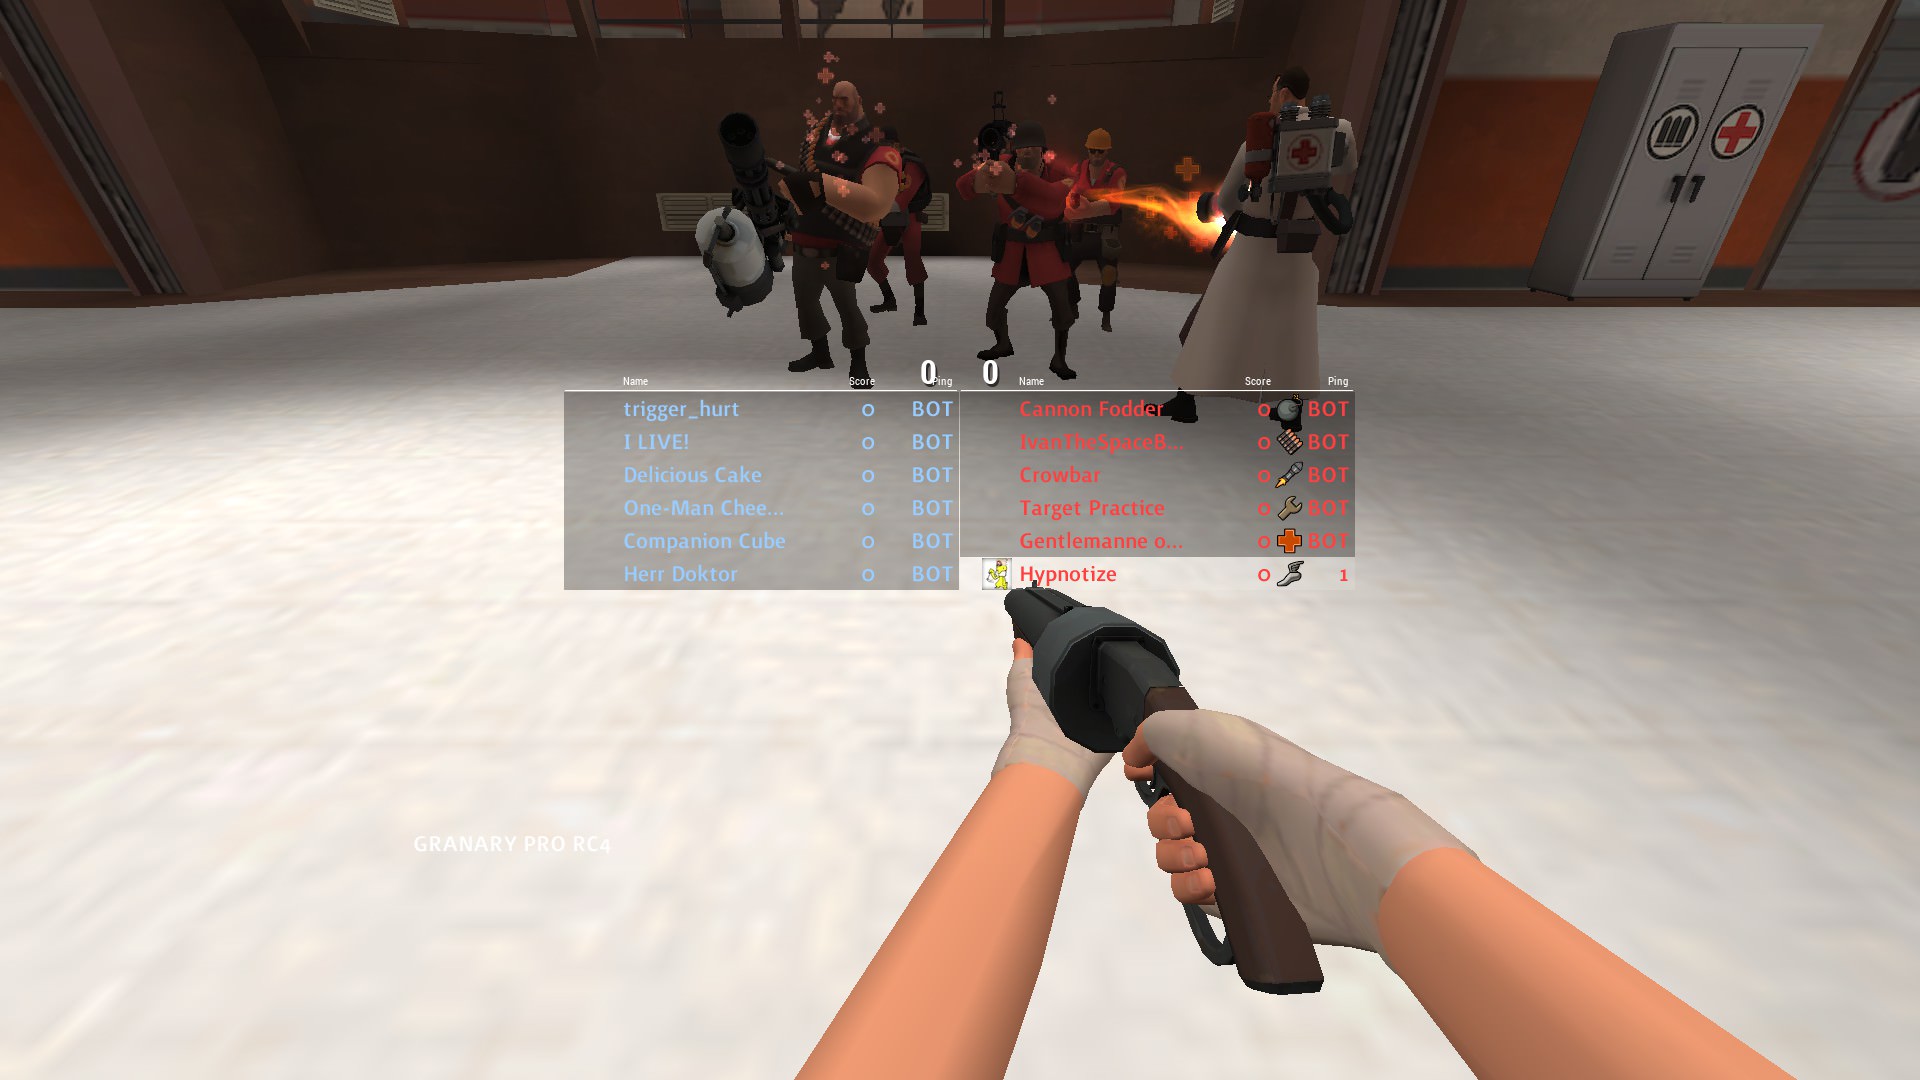 0 0
Name Score Ping Name Score Ping
trigger_hurt 0 BOT Cannon Fodder 0 BOT
I LIVE! 0 BOT IvanTheSpaceB... 0 BOT
Delicious Cake 0 BOT Crowbar 0 BOT
One-Man Chee... 0 BOT Target Practice 0 BOT
Companion Cube 0 BOT Gentlemanne o... 0 BOT
Herr Doktor 0 BOT Hypnotize 0 1
GRANARY PRO RC4